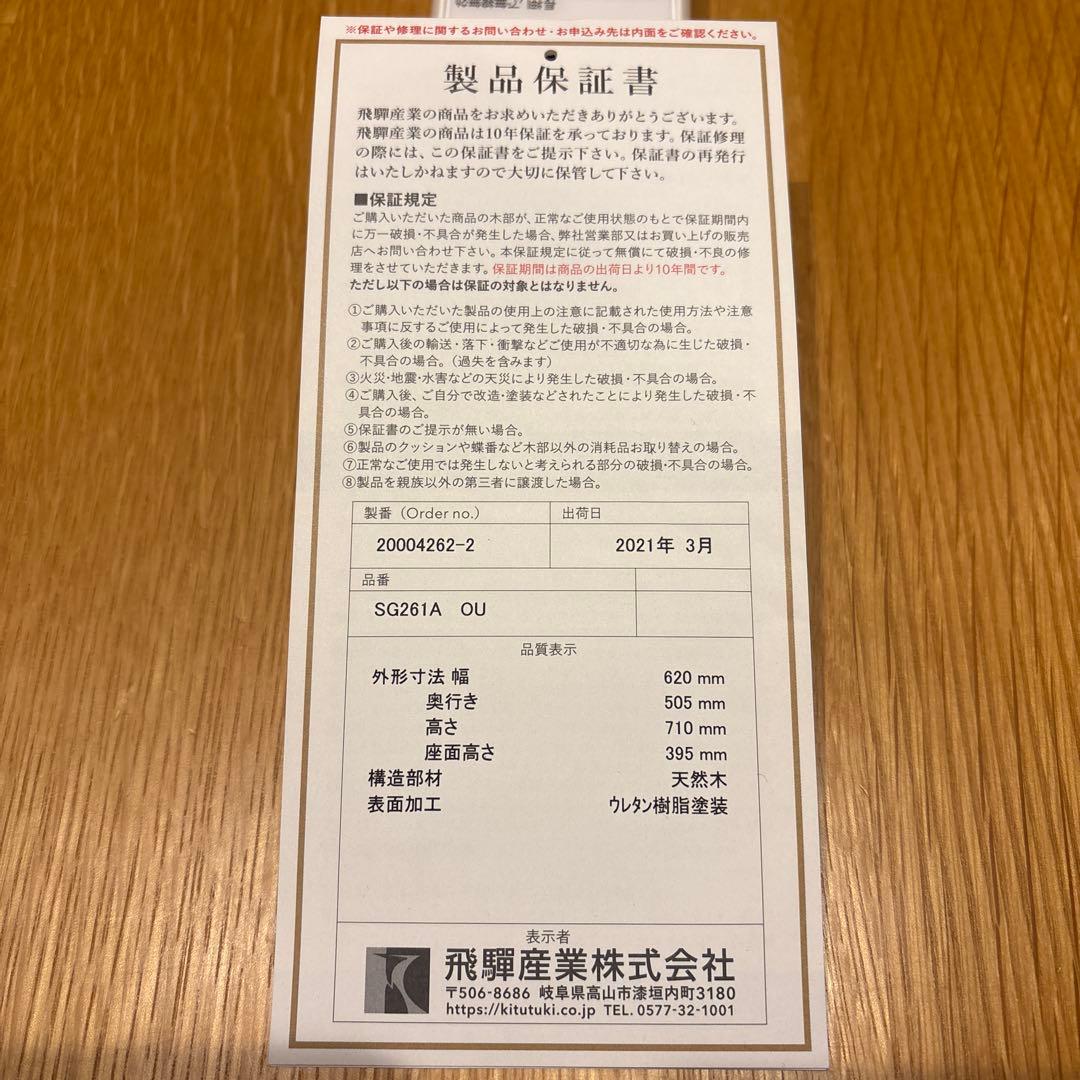 ※保証や修理に関するお問い合わせ・お申込み先は内面をご確認ください。
製品保証書
飛驒産業の商品をお求めいただきありがとうございます。
飛驒産業の商品は10年保証を承っております。保証修理
の際には、この保証書をご提示下さい。保証書の再発行
はいたしかねますので大切に保管して下さい。
■保証規定
ご購入いただいた商品の木部が、正常なご使用状態のもとで保証期間内
に万一破損・不具合が発生した場合、弊社営業部又はお買い上げの販売
店へお問い合わせ下さい。本保証規定に従って無償にて破損・不良の修
理をさせていただきます。保証期間は商品の出荷日より10年間です。
ただし以下の場合は保証の対象とはなりません。
①ご購入いただいた製品の使用上の注意に記載された使用方法や注意
事項に反するご使用によって発生した破損・不具合の場合。
②ご購入後の輸送・落下・衝撃などご使用が不適切な為に生じた破損・
不具合の場合。(過失を含みます)
③火災・地震・水害などの天災により発生した破損・不具合の場合。
④ご購入後、ご自分で改造・塗装などされたことにより発生した破損・不
具合の場合。
⑤保証書のご提示が無い場合。
⑥製品のクッションや蝶番など木部以外の消耗品お取り替えの場合。
⑦正常なご使用では発生しないと考えられる部分の破損・不具合の場合。
⑧製品を親族以外の第三者に譲渡した場合。
製番(Order no.) 出荷日
20004262-2 2021年 3月
品番
SG261A OU
品質表示
外形寸法 幅 620 mm
奥行き 505 mm
高さ 710 mm
座面高さ 395 mm
構造部材 天然木
表面加工 ウレタン樹脂塗装
表示者
飛驒産業株式会社
〒506-8686 岐阜県高山市漆垣内町3180
https://kitutuki.co.jp TEL. 0577-32-1001